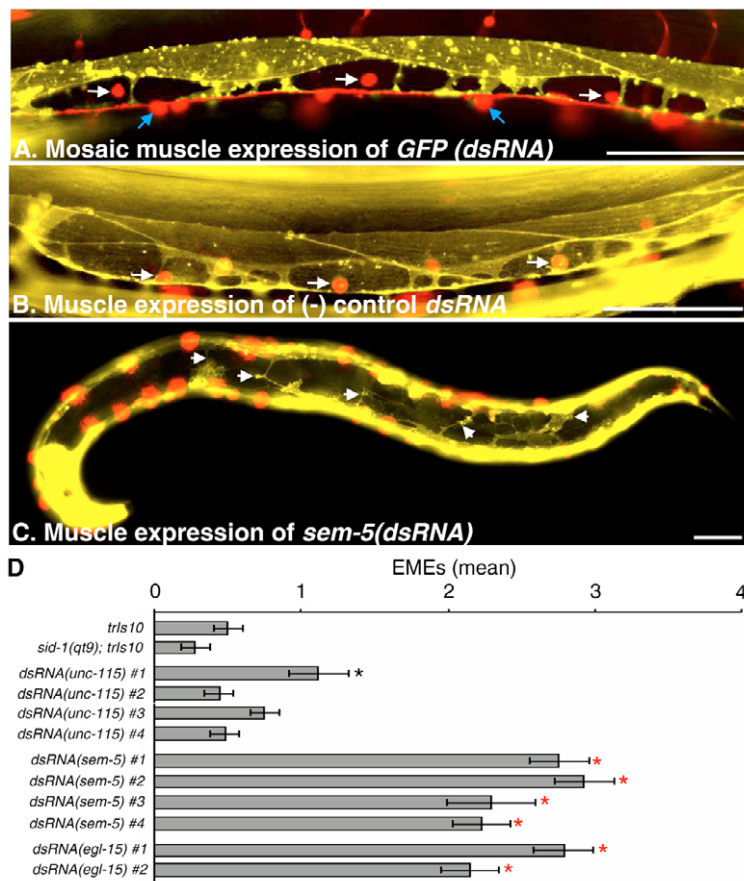 A. Mosaic muscle expression of GFP (dsRNA)
B. Muscle expression of (-) control dsRNA
C. Muscle expression of sem-5(dsRNA)
D
EMEs (mean)
0 1 2 3 4
trIs10
sid-1(qt9); trIs10
dsRNA(unc-115) #1 *
dsRNA(unc-115) #2
dsRNA(unc-115) #3
dsRNA(unc-115) #4
dsRNA(sem-5) #1 *
dsRNA(sem-5) #2 *
dsRNA(sem-5) #3 *
dsRNA(sem-5) #4 *
dsRNA(egl-15) #1 *
dsRNA(egl-15) #2 *